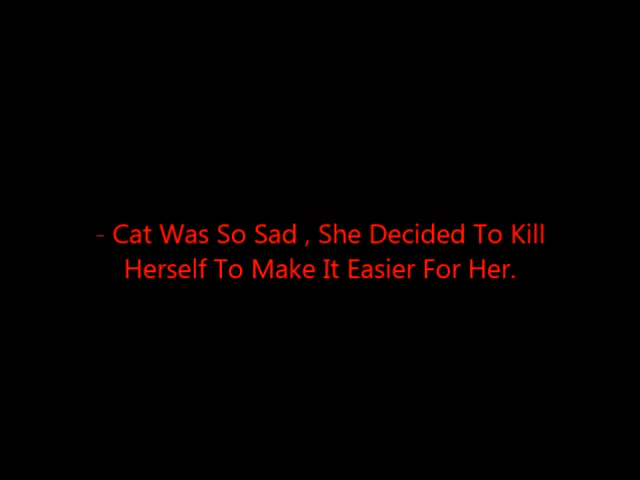 - Cat Was So Sad , She Decided To Kill
Herself To Make It Easier For Her.